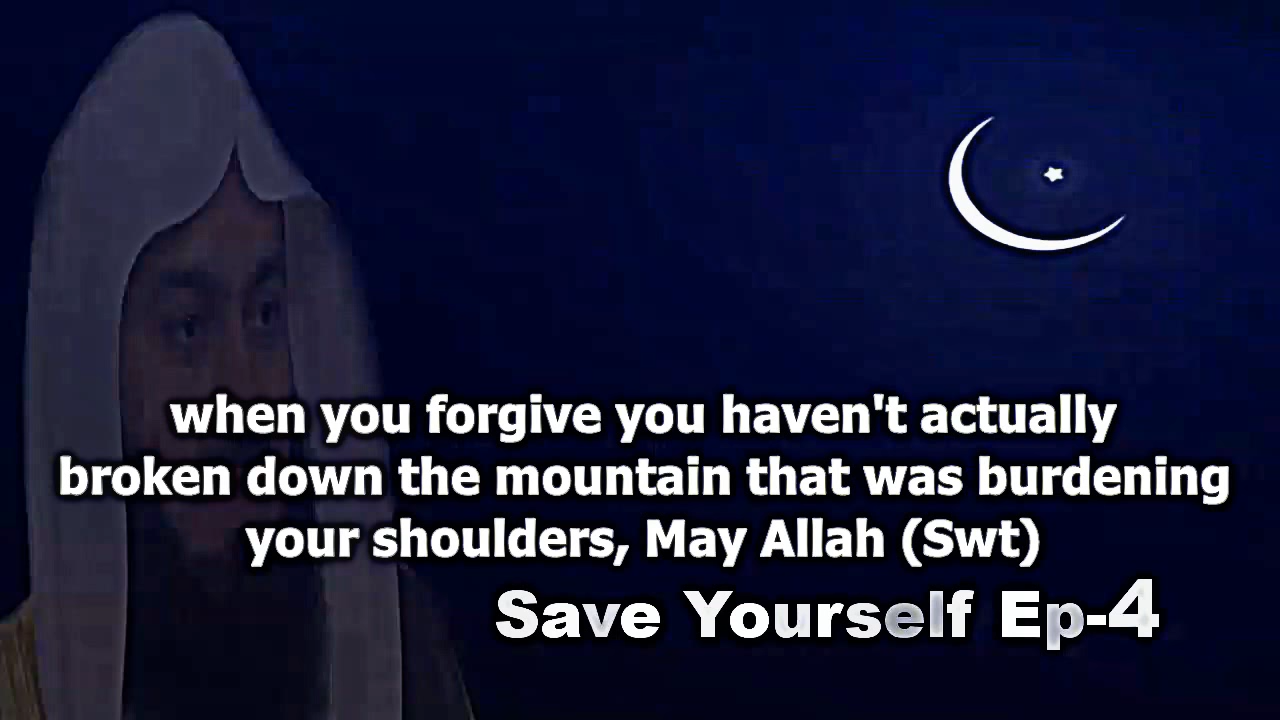 when you forgive you haven't actually
broken down the mountain that was burdening
your shoulders, May Allah (Swt)
Save Yourself Ep-4